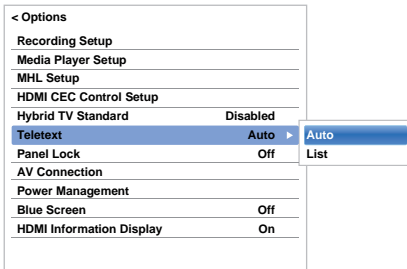 < Options
Recording Setup
Media Player Setup
MHL Setup
HDMI CEC Control Setup
Hybrid TV Standard Disabled
Teletext Auto
Auto
List
Panel Lock Off
AV Connection
Power Management
Blue Screen Off
HDMI Information Display On